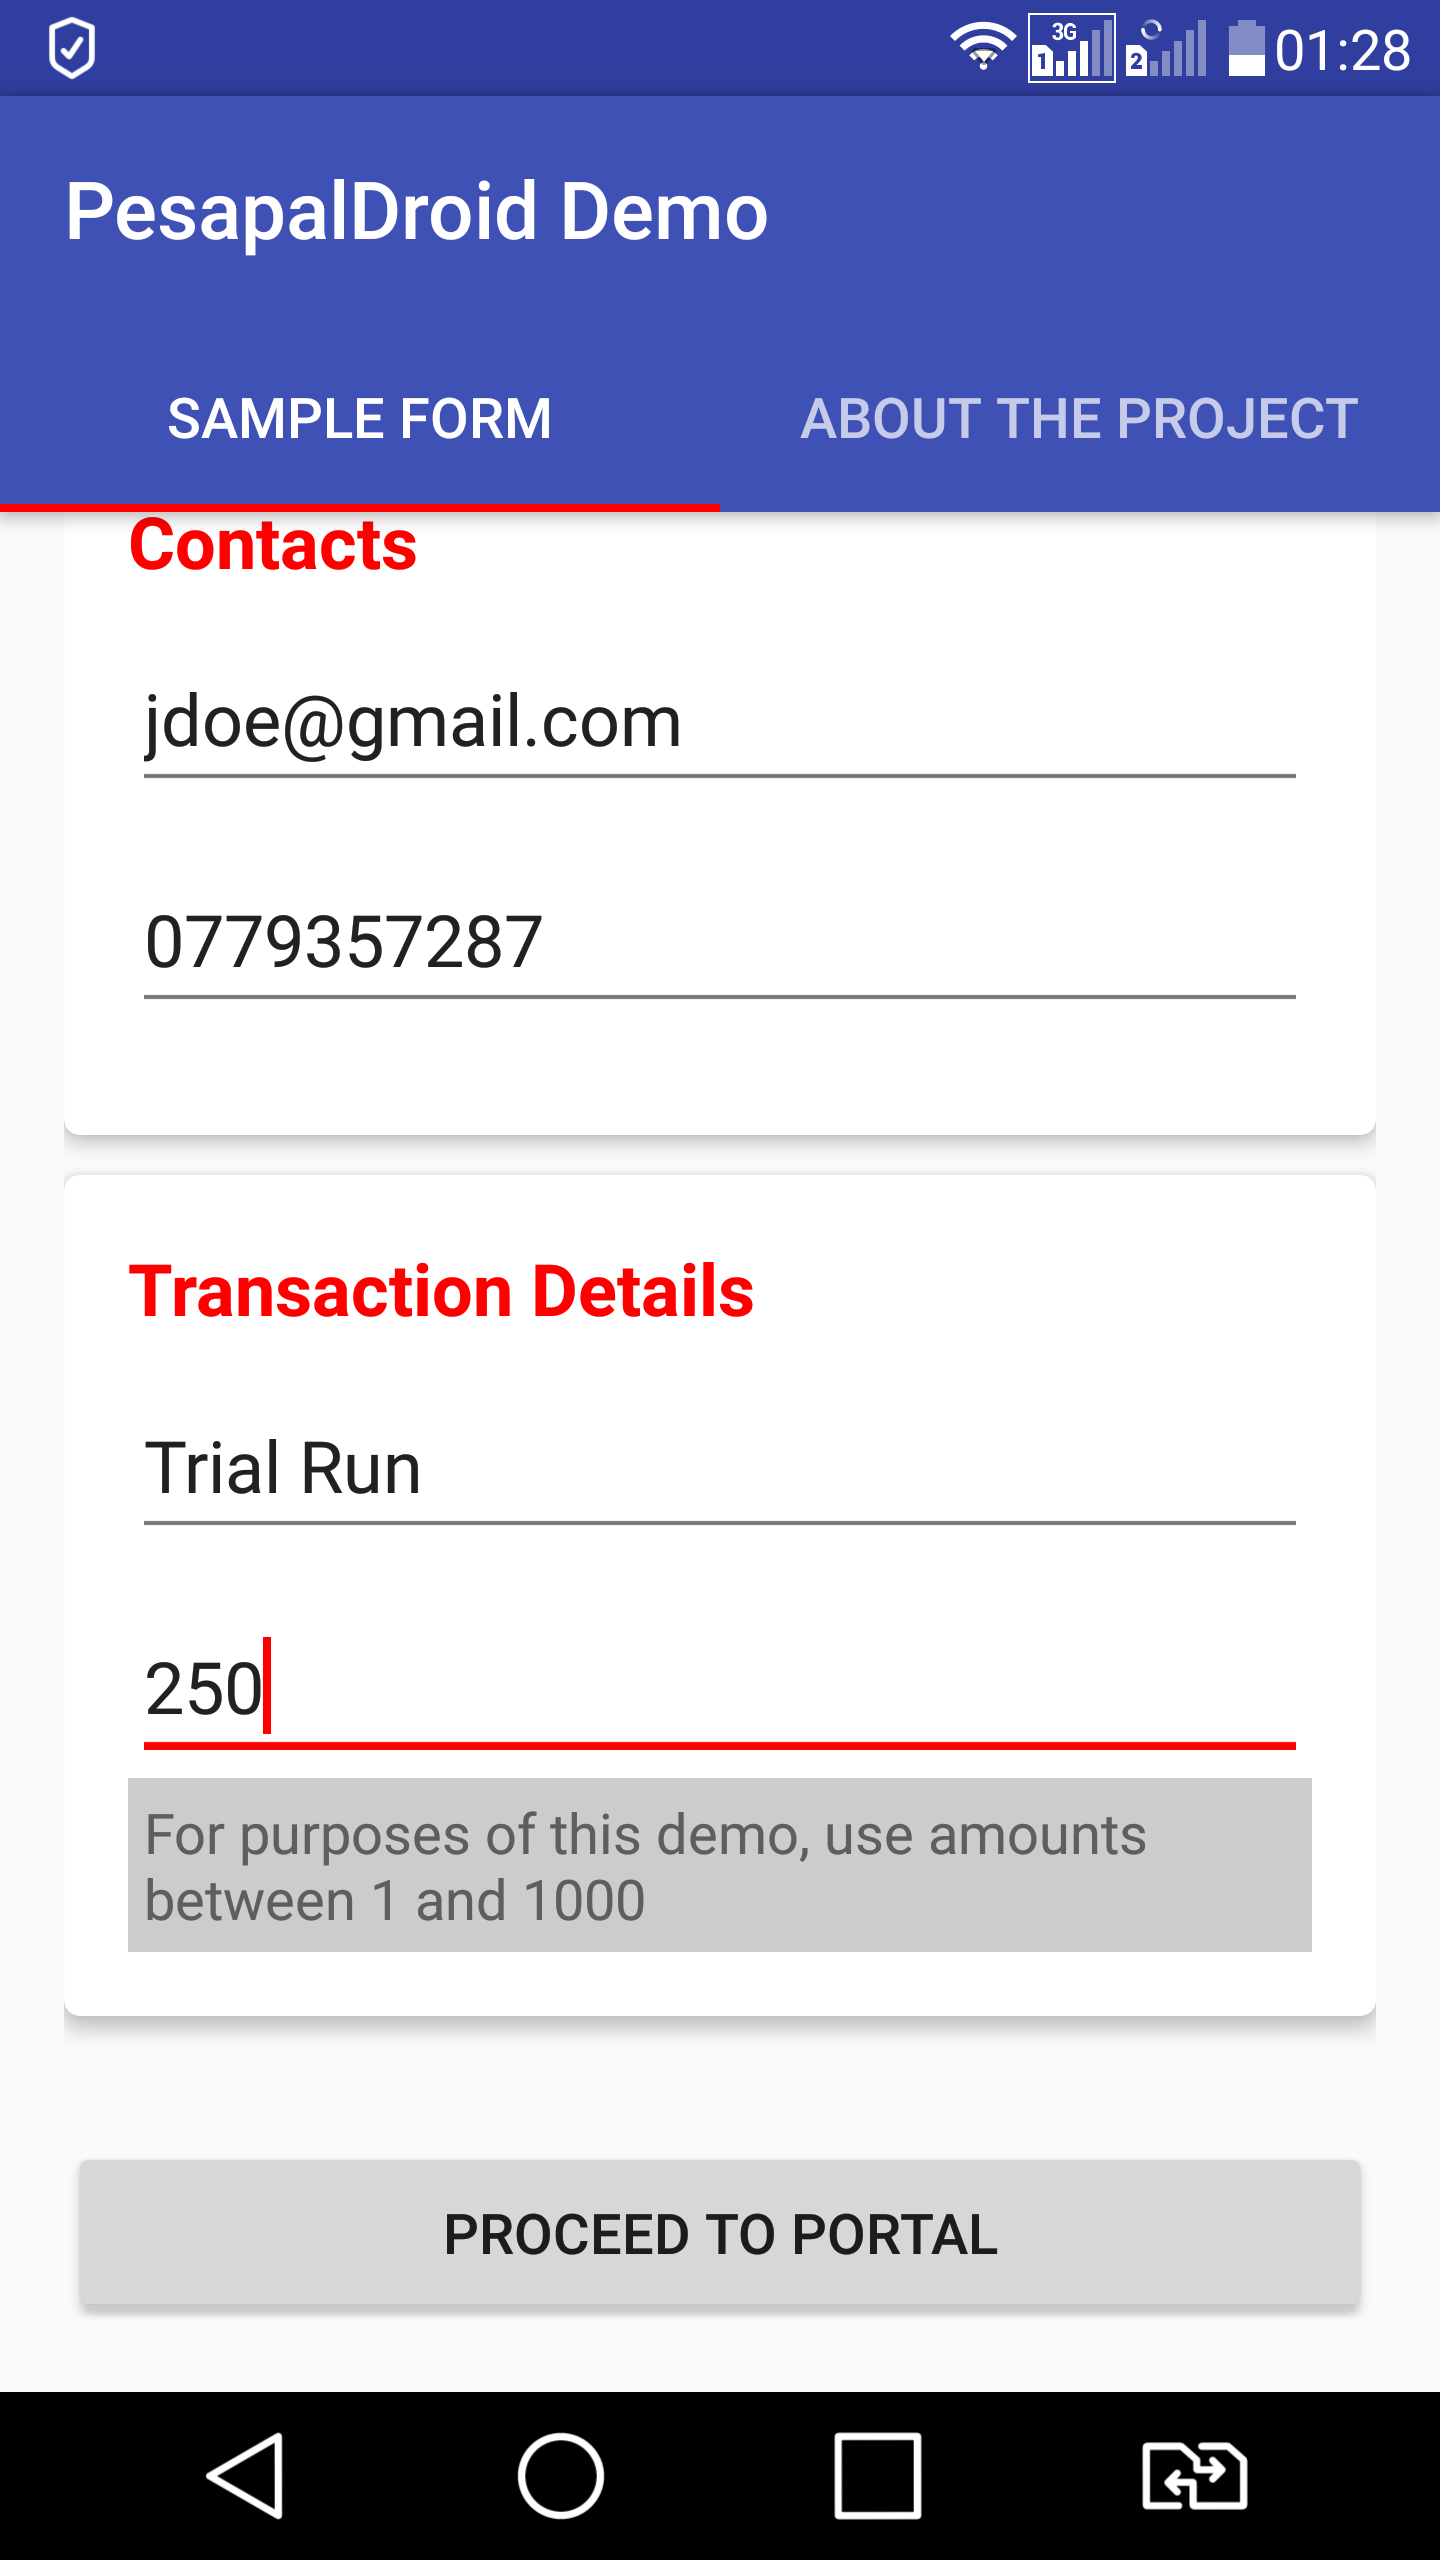 3G
1
2
01:28
PesapalDroid Demo
SAMPLE FORM
ABOUT THE PROJECT
Contacts
jdoe@gmail.com
0779357287
Transaction Details
Trial Run
250
For purposes of this demo, use amounts
between 1 and 1000
PROCEED TO PORTAL